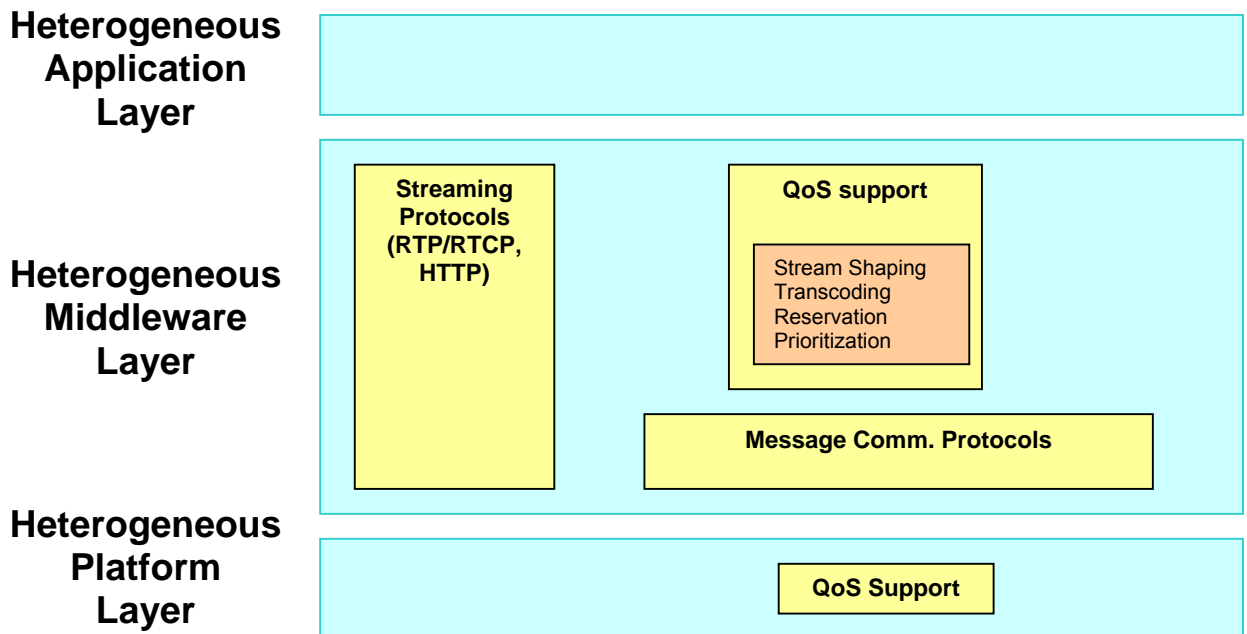 Heterogeneous
Application
Layer
Heterogeneous
Middleware
Layer
Streaming
Protocols
(RTP/RTCP,
HTTP)
QoS support
Stream Shaping
Transcoding
Reservation
Prioritization
Message Comm. Protocols
Heterogeneous
Platform
Layer
QoS Support